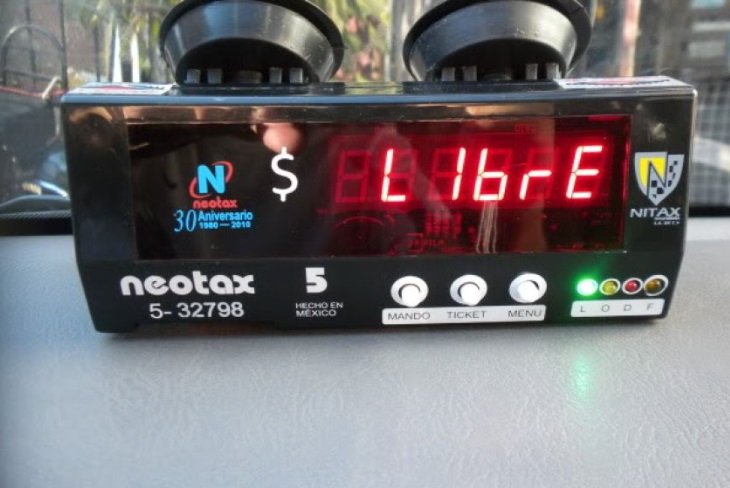 $ LIbrE
N
neotax
30 Aniversario
1980 — 2010
N
NITAX
neotax
5- 32798
5
HECHO EN
MÉXICO
MANDO TICKET MENU
L O D F